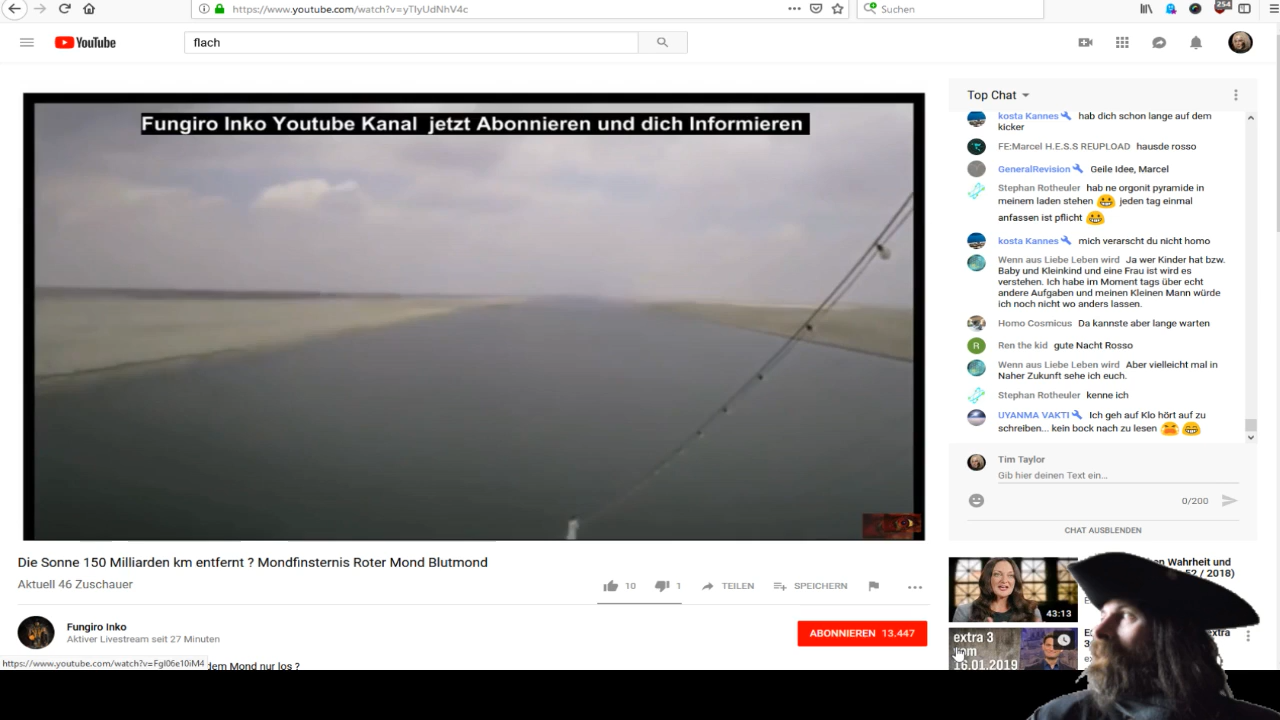 https://www.youtube.com/watch?v=yTIyUdNhV4c
Suchen
254
YouTube
flach
Fungiro Inko Youtube Kanal jetzt Abonnieren und dich Informieren
Die Sonne 150 Milliarden km entfernt ? Mondfinsternis Roter Mond Blutmond
Aktuell 46 Zuschauer
10
1
TEILEN
SPEICHERN
Fungiro Inko
Aktiver Livestream seit 27 Minuten
ABONNIEREN 13.447
dem Mond nur los ?
Top Chat
kosta Kannes hab dich schon lange auf dem
kicker
FE:Marcel H.E.S.S REUPLOAD hausde rosso
GeneralRevision Geile Idee, Marcel
Stephan Rotheuler hab ne orgonit pyramide in
meinem laden stehen jeden tag einmal
anfassen ist pflicht
kosta Kannes mich verarscht du nicht homo
Wenn aus Liebe Leben wird Ja wer Kinder hat bzw.
Baby und Kleinkind und eine Frau ist wird es
verstehen. Ich habe im Moment tags über echt
andere Aufgaben und meinen Kleinen Mann würde
ich noch nicht wo anders lassen.
Homo Cosmicus Da kannste aber lange warten
R
Ren the kid gute Nacht Rosso
Wenn aus Liebe Leben wird Aber vielleicht mal in
Naher Zukunft sehe ich euch.
Stephan Rotheuler kenne ich
UYANMA VAKTI Ich geh auf Klo hört auf zu
schreiben... kein bock nach zu lesen
Tim Taylor
Gib hier deinen Text ein...
0/200
CHAT AUSBLENDEN
Wahrheit und
2018)
43:13
extra 3
vom
16.01.2019